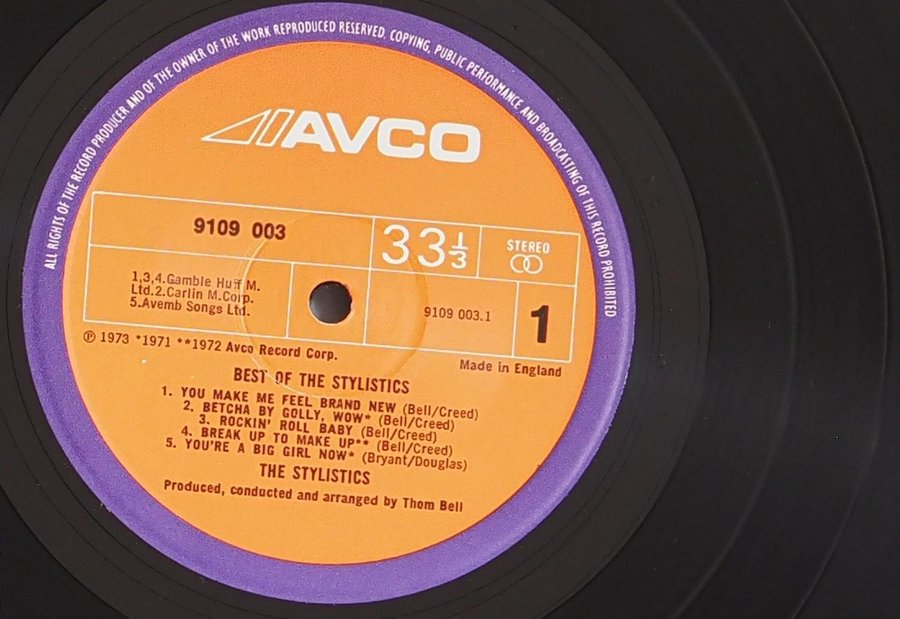 ALL RIGHTS OF THE RECORD PRODUCER AND OF THE OWNER OF THE WORK REPRODUCED RESERVED. COPYING, PUBLIC PERFORMANCE AND BROADCASTING OF THIS RECORD PROHIBITED
AVCO
9109 003
33 1/3
STEREO
1,3,4.Gamble Huff M.
Ltd.2.Carlin M.Corp.
5.Avemb Songs Ltd.
9109 003.1
1
℗ 1973 *1971 **1972 Avco Record Corp.
Made in England
BEST OF THE STYLISTICS
1. YOU MAKE ME FEEL BRAND NEW (Bell/Creed)
2. BETCHA BY GOLLY, WOW* (Bell/Creed)
3. ROCKIN' ROLL BABY (Bell/Creed)
4. BREAK UP TO MAKE UP** (Bell/Creed)
5. YOU'RE A BIG GIRL NOW* (Bryant/Douglas)
THE STYLISTICS
Produced, conducted and arranged by Thom Bell